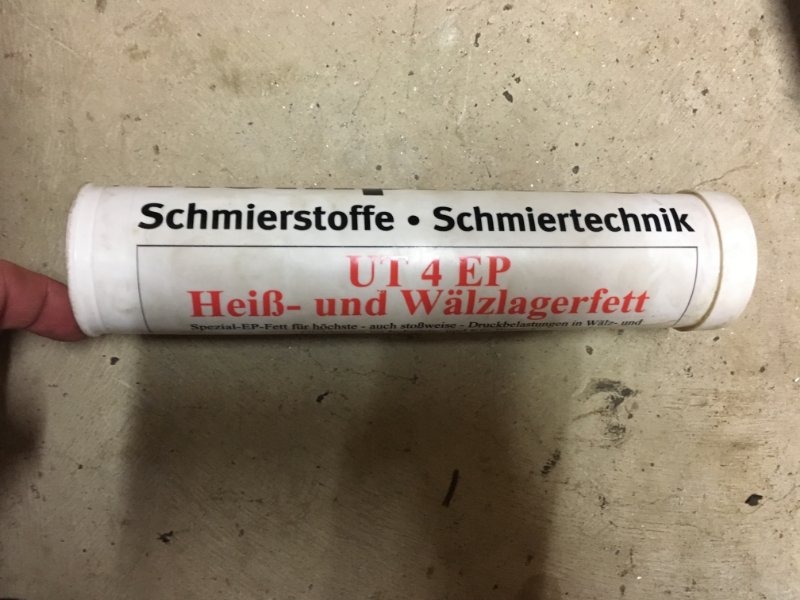 Schmierstoffe • Schmiertechnik
UT 4 EP
Heiß- und Wälzlagerfett
Spezial-EP-Fett für höchste - auch stoßweise - Druckbelastungen in Wälz- und